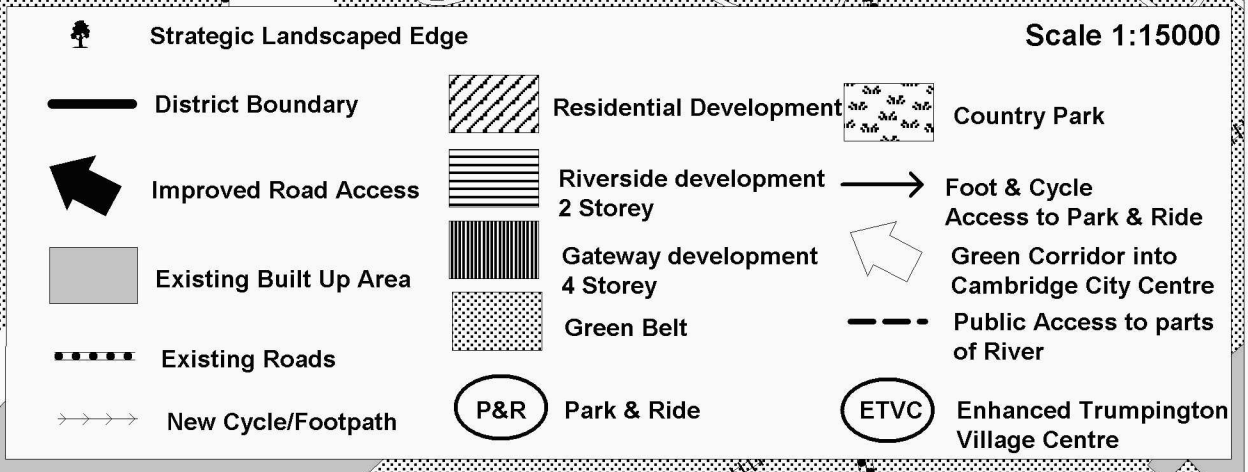 Strategic Landscaped Edge
Scale 1:15000
District Boundary
Improved Road Access
Existing Built Up Area
Existing Roads
New Cycle/Footpath
Residential Development
Riverside development
2 Storey
Gateway development
4 Storey
Green Belt
P&R
Park & Ride
Country Park
Foot & Cycle
Access to Park & Ride
Green Corridor into
Cambridge City Centre
Public Access to parts
of River
ETVC
Enhanced Trumpington
Village Centre